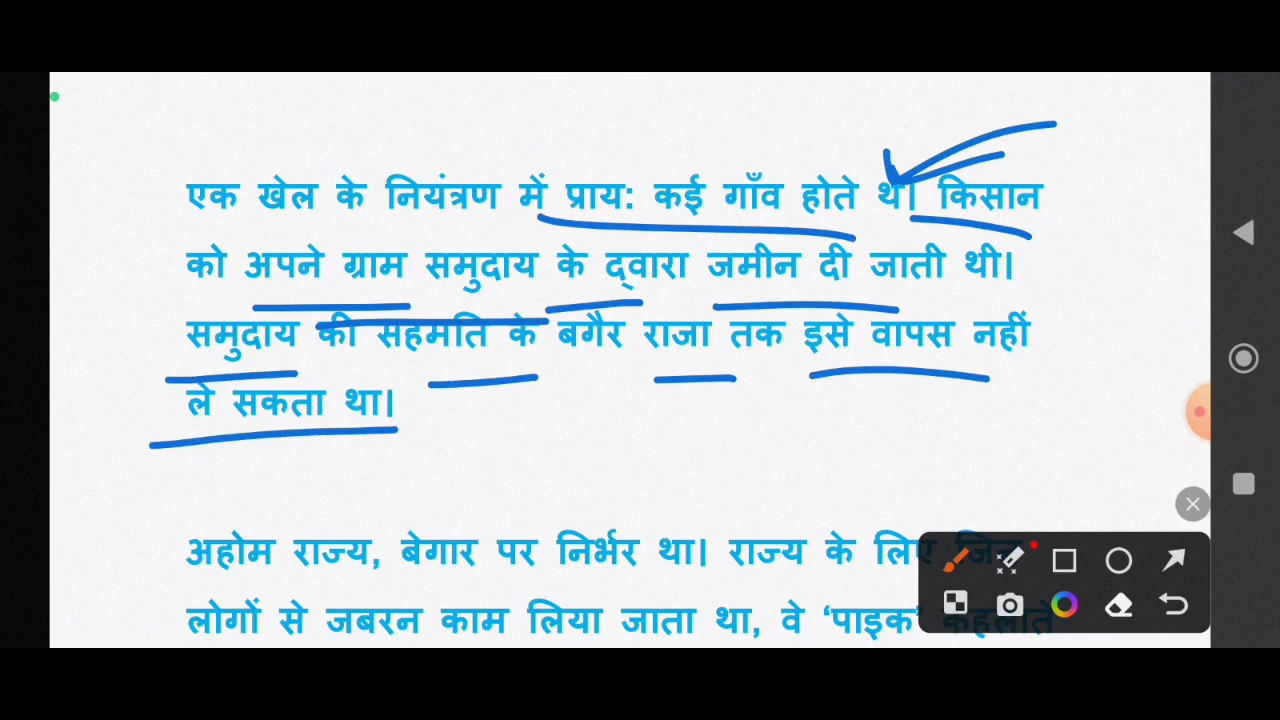 एक खेल के नियंत्रण में प्राय: कई गाँव होते थे। किसान
को अपने ग्राम समुदाय के द्वारा जमीन दी जाती थी।
समुदाय की सहमति के बगैर राजा तक इसे वापस नहीं
ले सकता था।
अहोम राज्य, बेगार पर निर्भर था। राज्य के लिए जिन
लोगों से जबरन काम लिया जाता था, वे ‘पाइक’ कहलाते